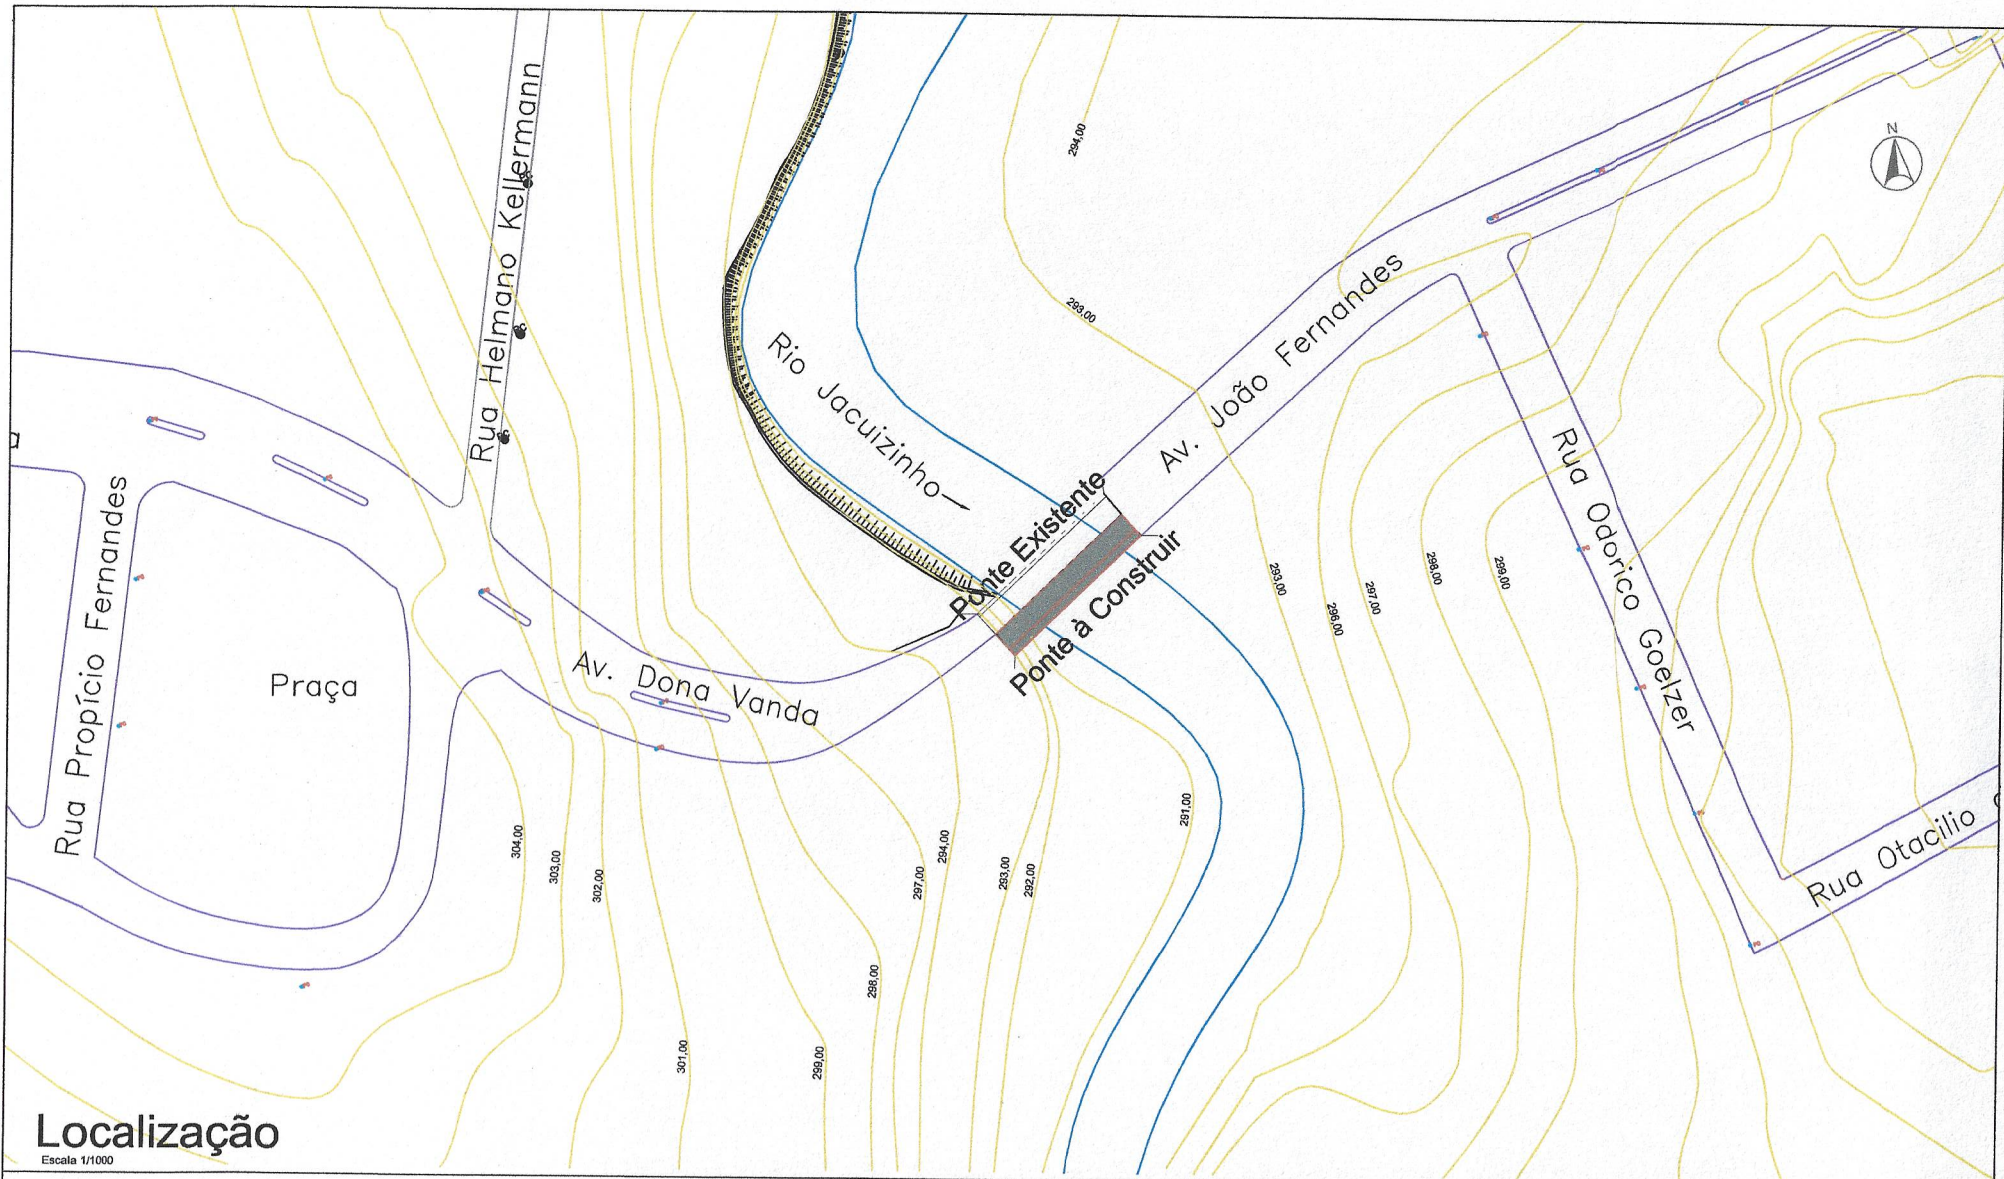 N
Rua Helmano Kellermann
294,00
293,00
Rio Jacuizinho
Av. João Fernandes
Ponte Existente
Ponte à Construir
Rua Odorico Goelzer
Rua Propício Fernandes
Praça
Av. Dona Vanda
293,00
296,00
297,00
298,00
299,00
304,00
303,00
302,00
301,00
299,00
298,00
297,00
294,00
293,00
292,00
291,00
Rua Otacilio
Localização
Escala 1/1000